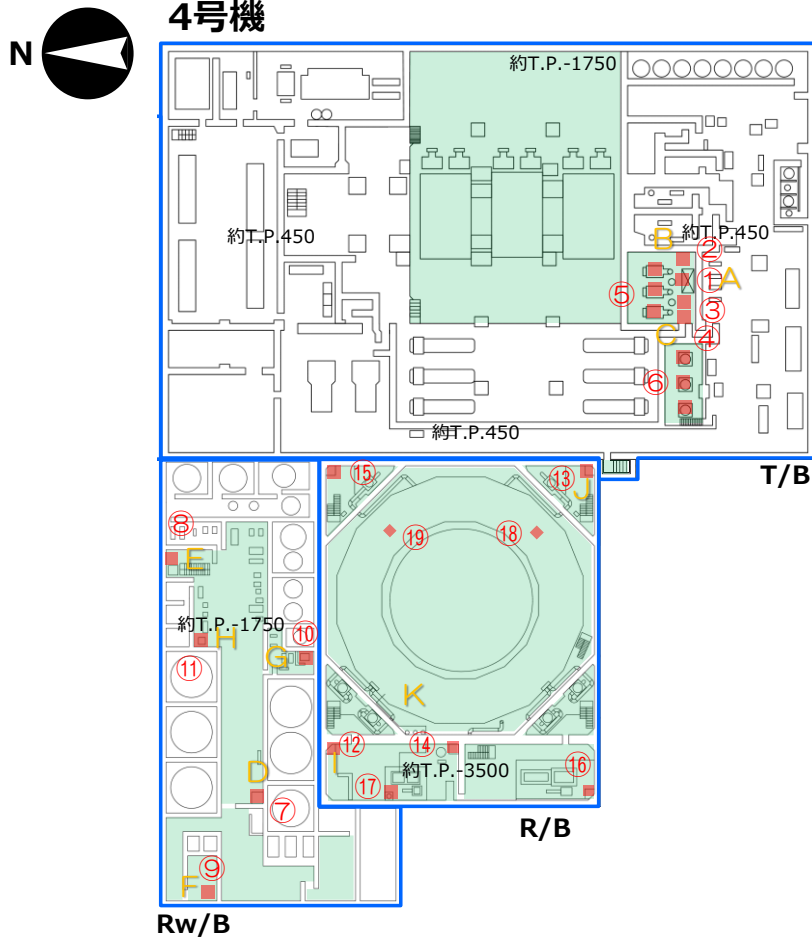 4号機
N
約T.P.-1750
約T.P.450
約T.P.450
B
②
①
A
⑤
③
C
④
⑥
約T.P.450
T/B
⑮
⑬
J
⑧
⑲
⑱
E
約T.P.-1750
⑩
H
G
⑪
K
I
⑫
⑭
約T.P.-3500
⑯
D
⑰
⑦
R/B
⑨
F
Rw/B